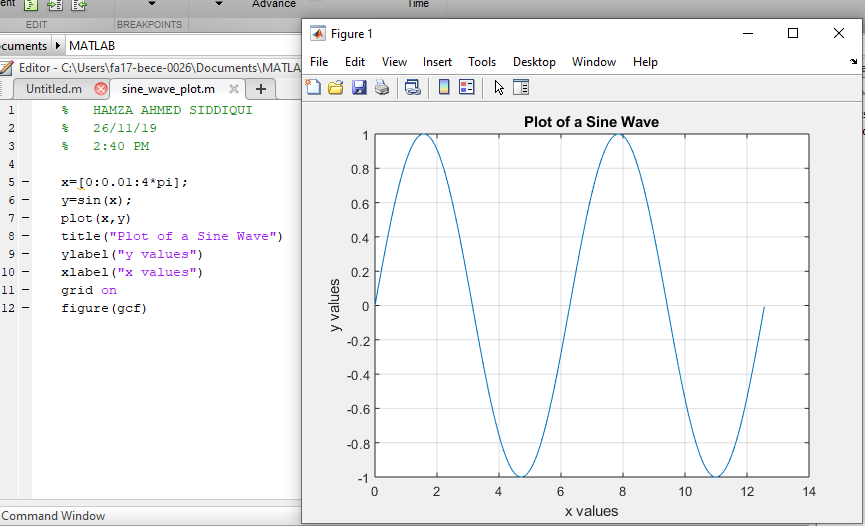 Advance
Time
EDIT
BREAKPOINTS
MATLAB
Editor - C:\Users\fa17-bece-0026\Documents\MATLA
Untitled.m
sine_wave_plot.m
+
1 % HAMZA AHMED SIDDIQUI
2 % 26/11/19
3 % 2:40 PM
4
5 x=[0:0.01:4*pi];
6 y=sin(x);
7 plot(x,y)
8 title("Plot of a Sine Wave")
9 ylabel("y values")
10 xlabel("x values")
11 grid on
12 figure(gcf)
Command Window
Figure 1
File Edit View Insert Tools Desktop Window Help
Plot of a Sine Wave
1
0.8
0.6
0.4
0.2
0
-0.2
-0.4
-0.6
-0.8
-1
y values
0 2 4 6 8 10 12 14
x values